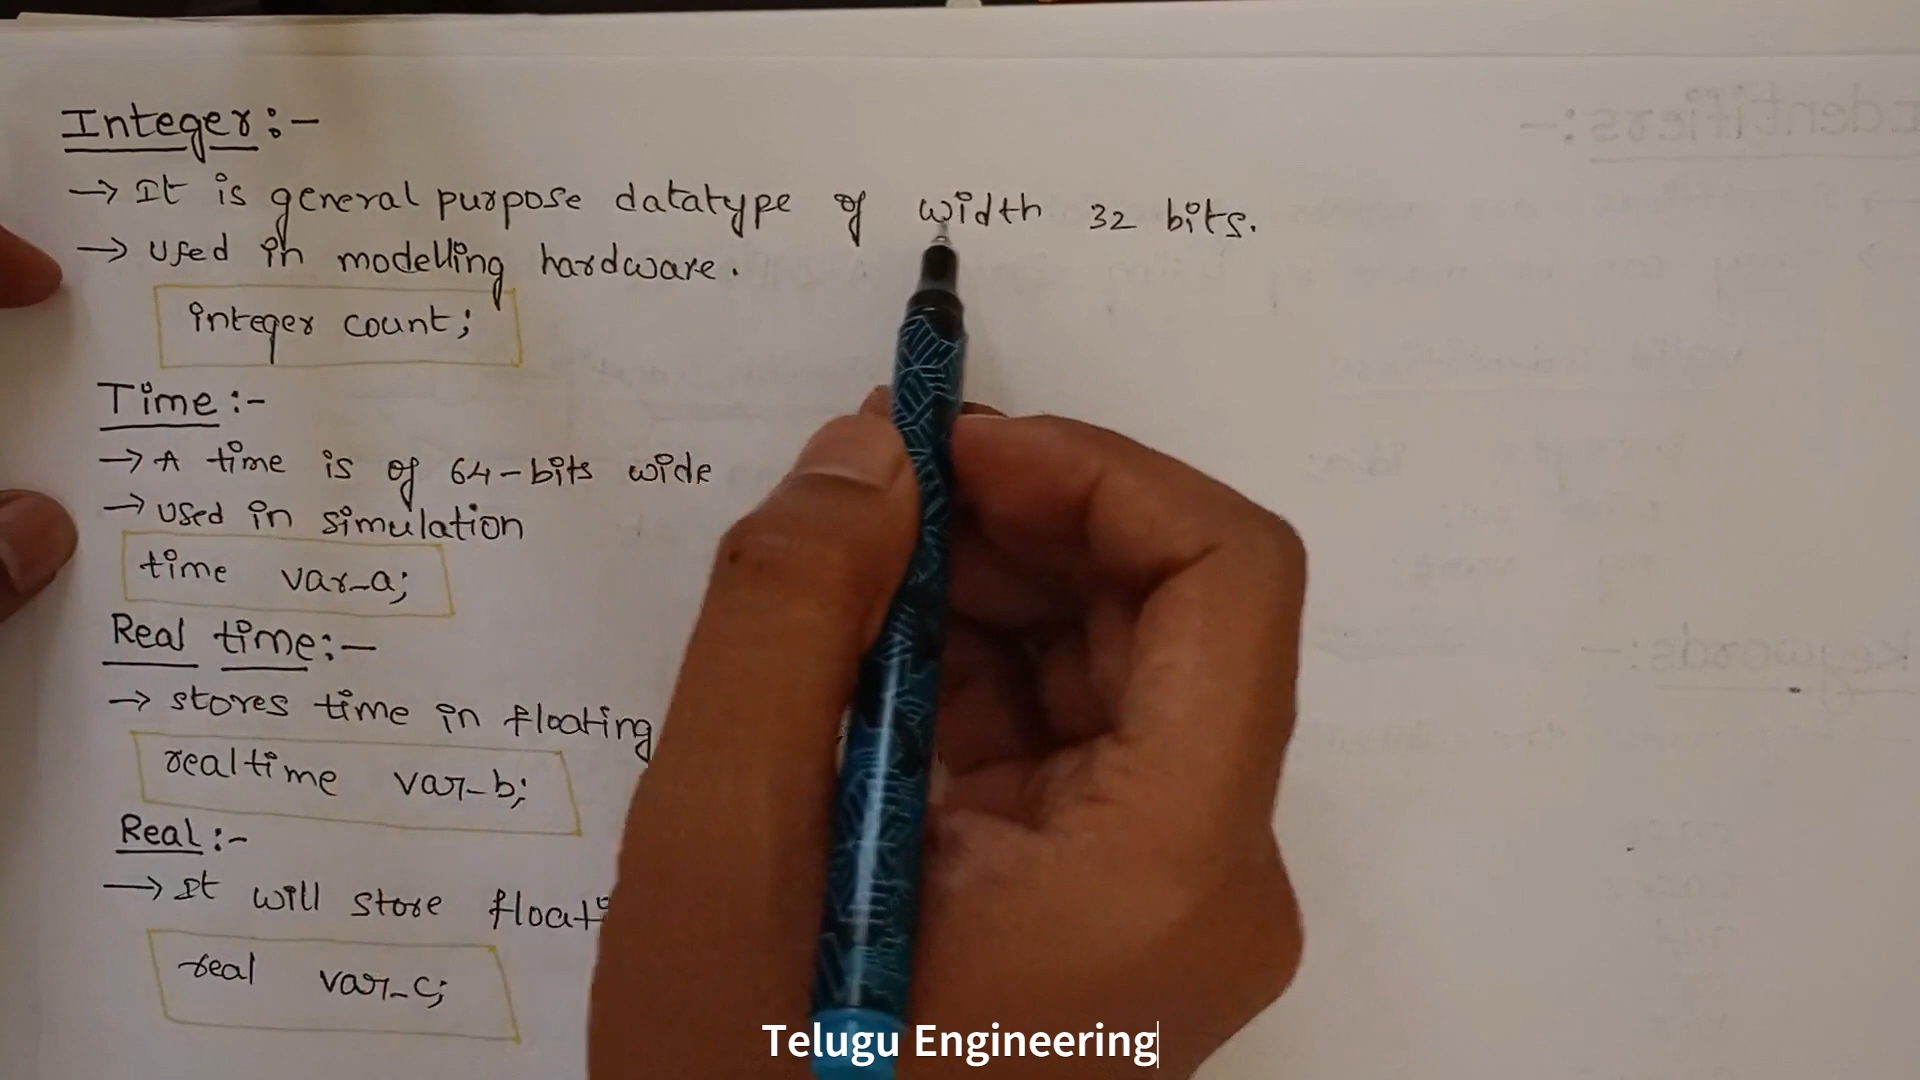 Integer:-
→ It is general purpose datatype of width 32 bits.
→ used in modelling hardware.
integer count;
Time:-
→ A time is of 64-bits wide
→ used in simulation
time var_a;
Real time:-
→ stores time in floating
realtime var_b;
Real:-
→ It will store floati
real var_c;
Telugu Engineering